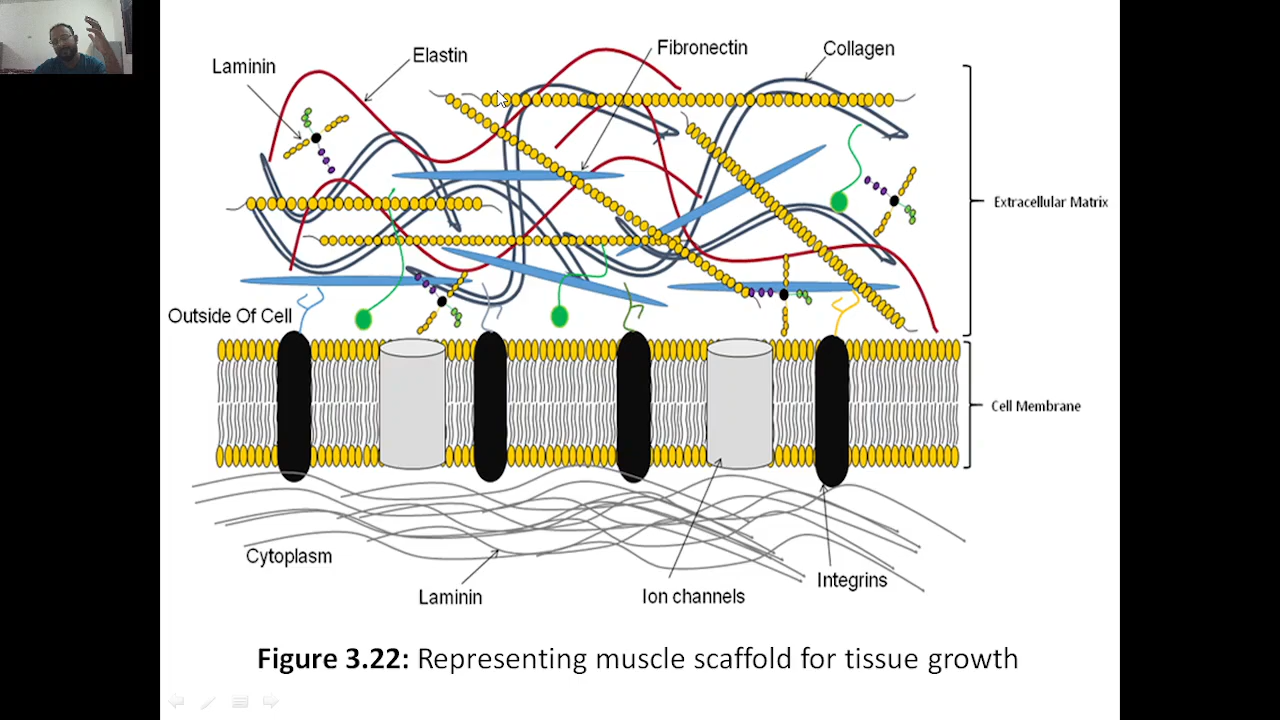 Laminin
Elastin
Fibronectin
Collagen
Extracellular Matrix
Outside Of Cell
Cell Membrane
Cytoplasm
Laminin
Ion channels
Integrins
Figure 3.22: Representing muscle scaffold for tissue growth